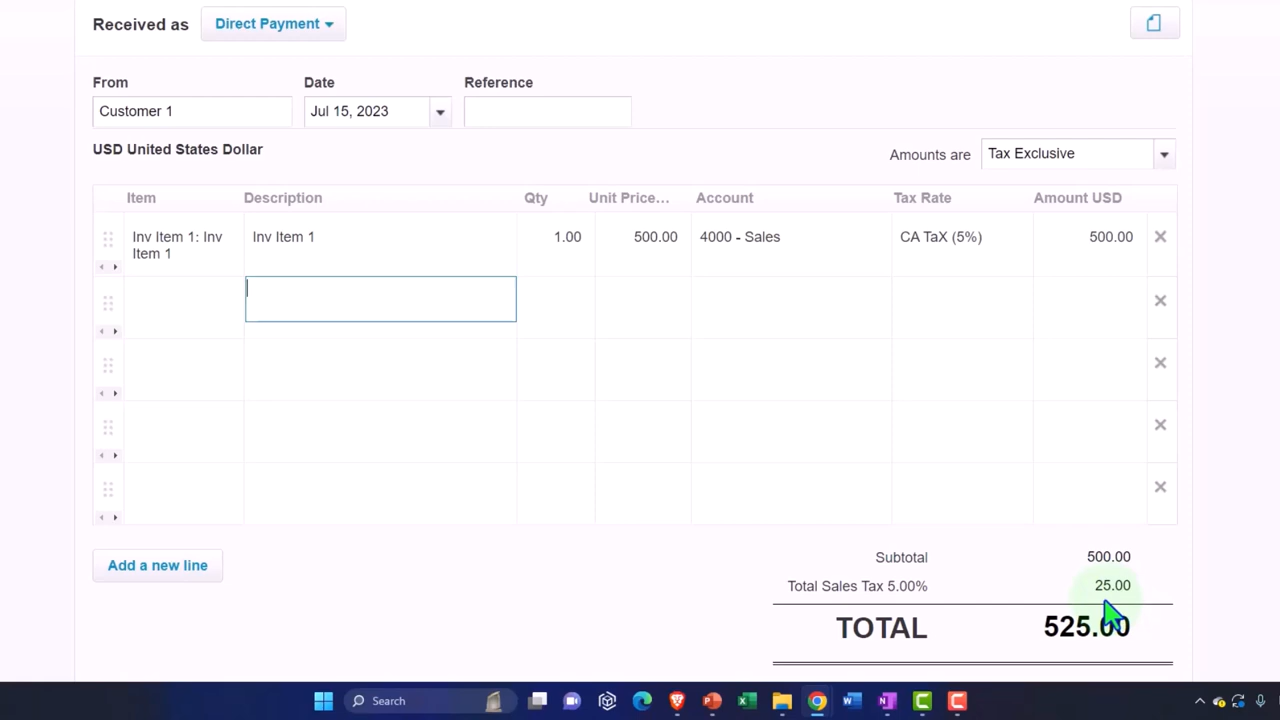 Received as Direct Payment
From Date Reference
Customer 1 Jul 15, 2023
USD United States Dollar
Amounts are Tax Exclusive
Item Description Qty Unit Price... Account Tax Rate Amount USD
Inv Item 1: Inv Item 1 Inv Item 1 1.00 500.00 4000 - Sales CA TaX (5%) 500.00
Add a new line
Subtotal 500.00
Total Sales Tax 5.00% 25.00
TOTAL 525.00
Search